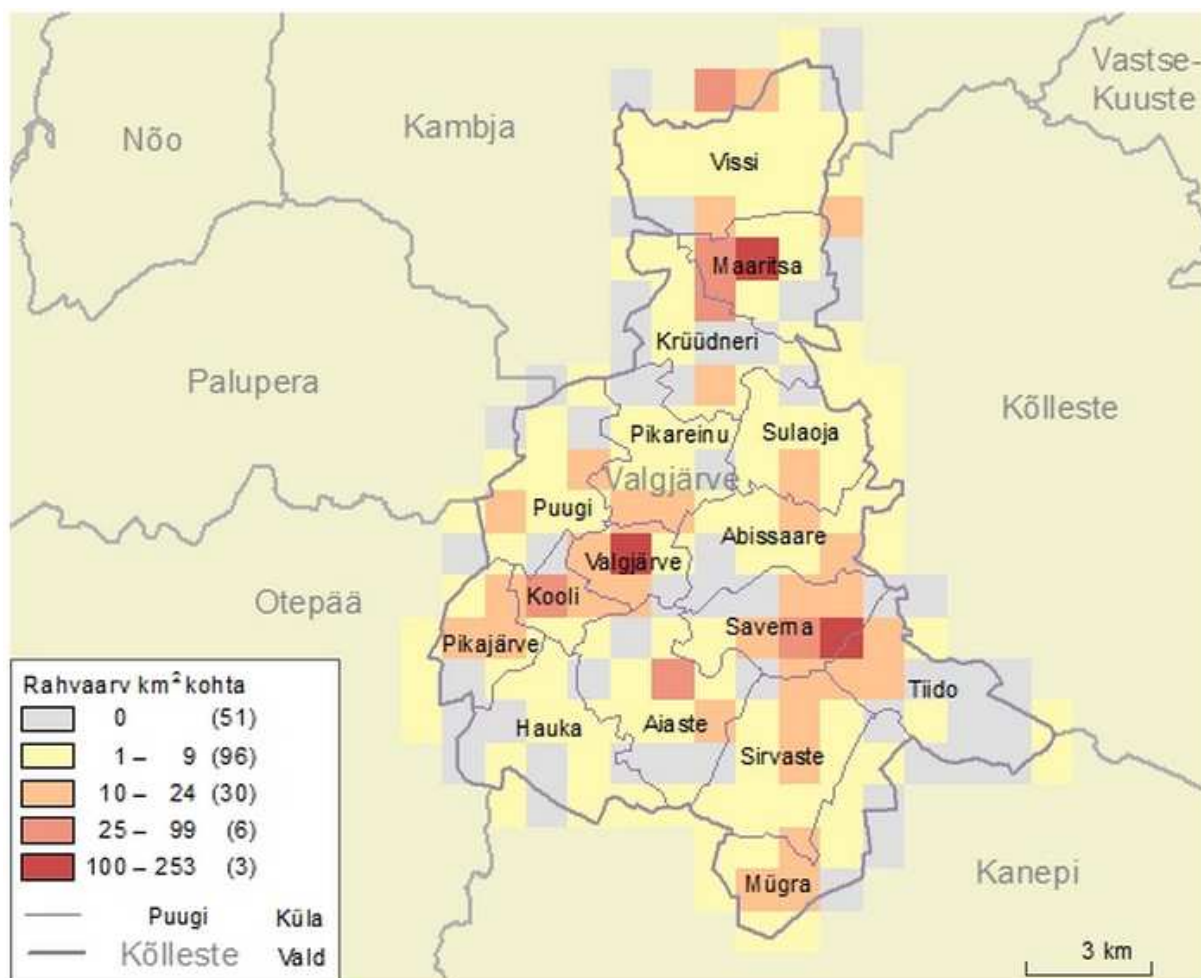 Vastse-
Kuuste
Nõo
Kambja
Vissi
Maaritsa
Krüüdneri
Palupera
Kõlleste
Pikareinu
Sulaoja
Valgjärve
Puugi
Abissaare
Valgjärve
Otepää
Kooli
Saverna
Pikajärve
Tiido
Aiaste
Hauka
Sirvaste
Mügra
Kanepi
Rahvaarv km² kohta
0 (51)
1 – 9 (96)
10 – 24 (30)
25 – 99 (6)
100 – 253 (3)
Puugi Küla
Kõlleste Vald
3 km